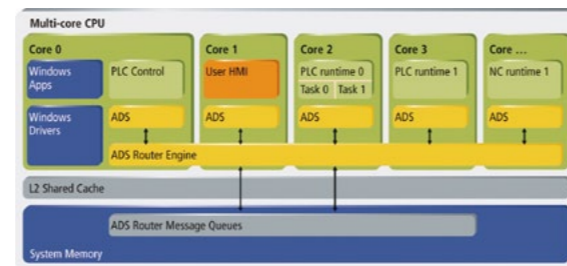 Multi-core CPU
Core 0
Core 1
Core 2
Core 3
Core ...
Windows
Apps
PLC Control
User HMI
PLC runtime 0
Task 0
Task 1
PLC runtime 1
NC runtime 1
Windows
Drivers
ADS
ADS
ADS
ADS
ADS
ADS Router Engine
L2 Shared Cache
ADS Router Message Queues
System Memory